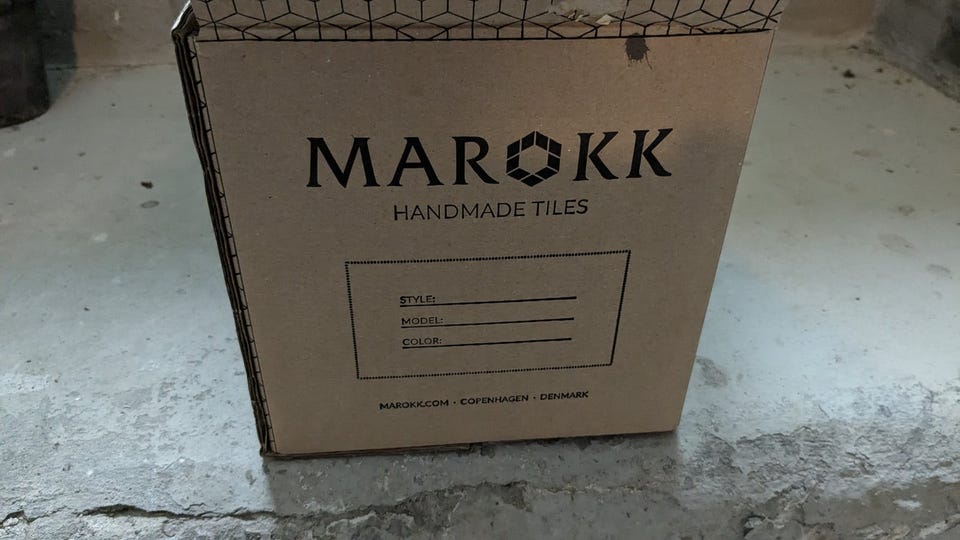 MAROKK
HANDMADE TILES
STYLE:
MODEL:
COLOR:
MAROKK.COM · COPENHAGEN · DENMARK